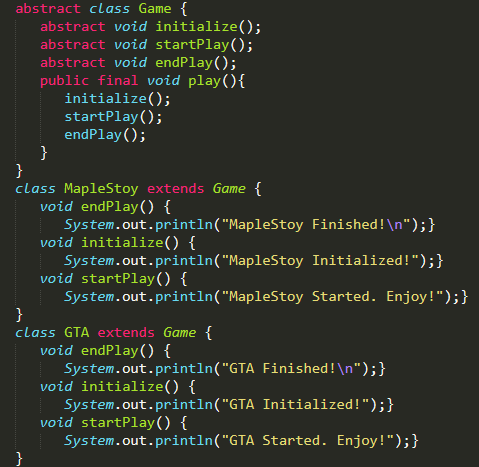 abstract class Game {
abstract void initialize();
abstract void startPlay();
abstract void endPlay();
public final void play(){
initialize();
startPlay();
endPlay();
}
}
class MapleStoy extends Game {
void endPlay() {
System.out.println("MapleStoy Finished!\n");}
void initialize() {
System.out.println("MapleStoy Initialized!");}
void startPlay() {
System.out.println("MapleStoy Started. Enjoy!");}
}
class GTA extends Game {
void endPlay() {
System.out.println("GTA Finished!\n");}
void initialize() {
System.out.println("GTA Initialized!");}
void startPlay() {
System.out.println("GTA Started. Enjoy!");}
}